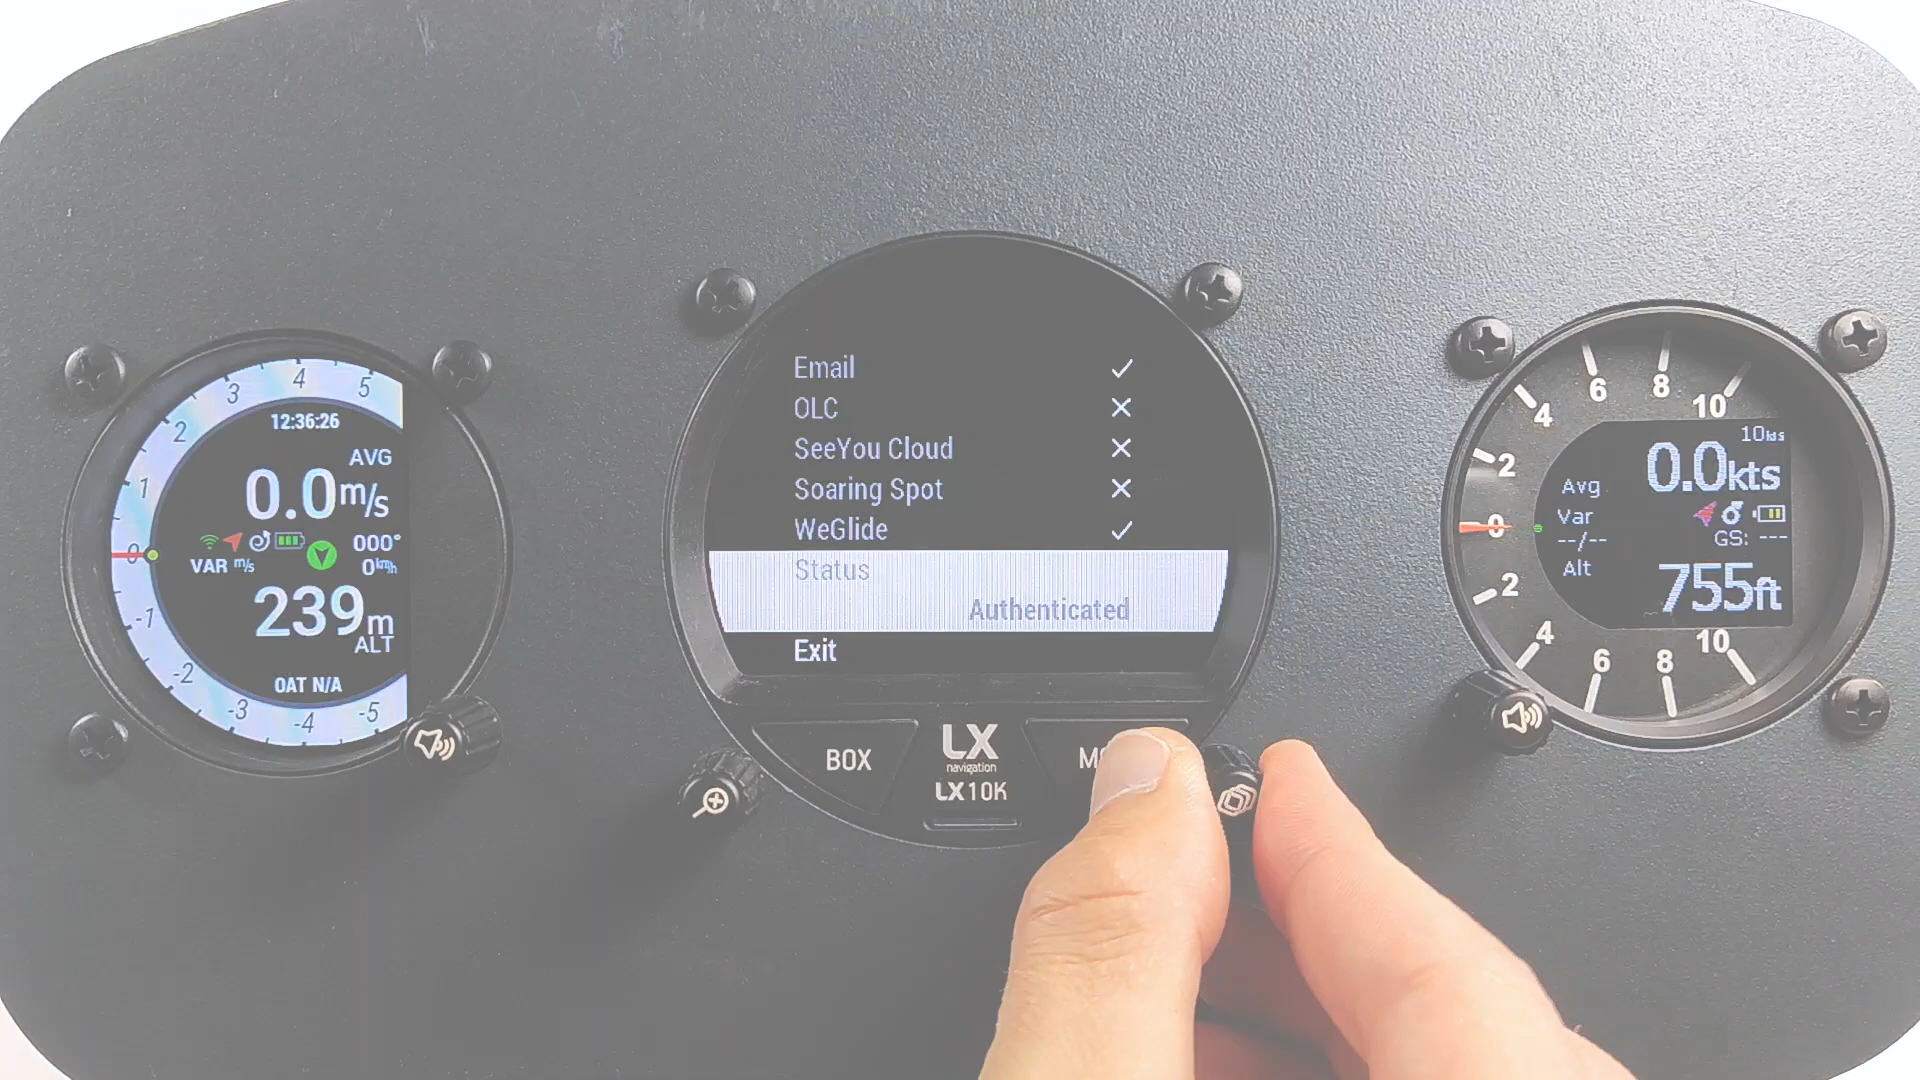 5
4
3
2
1
0
-1
-2
-3
-4
-5
12:36:26
AVG
0.0m/s
000°
VAR m/s
0km/h
239m
ALT
OAT N/A
Email
OLC
SeeYou Cloud
Soaring Spot
WeGlide
Status
Authenticated
Exit
BOX
LX
navigation
LX10K
10
8
6
4
2
0
2
4
6
8
10
10kts
0.0kts
Avg
Var
--/--
GS: ---
Alt
755ft